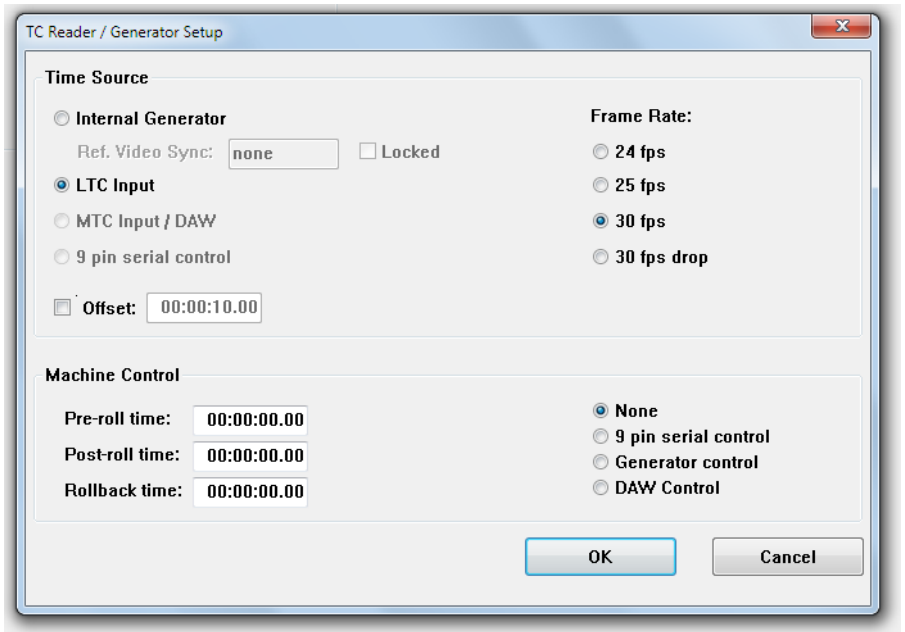 TC Reader / Generator Setup
Time Source
Internal Generator
Ref. Video Sync: none Locked
LTC Input
MTC Input / DAW
9 pin serial control
Offset: 00:00:10.00
Frame Rate:
24 fps
25 fps
30 fps
30 fps drop
Machine Control
Pre-roll time: 00:00:00.00
Post-roll time: 00:00:00.00
Rollback time: 00:00:00.00
None
9 pin serial control
Generator control
DAW Control
OK Cancel